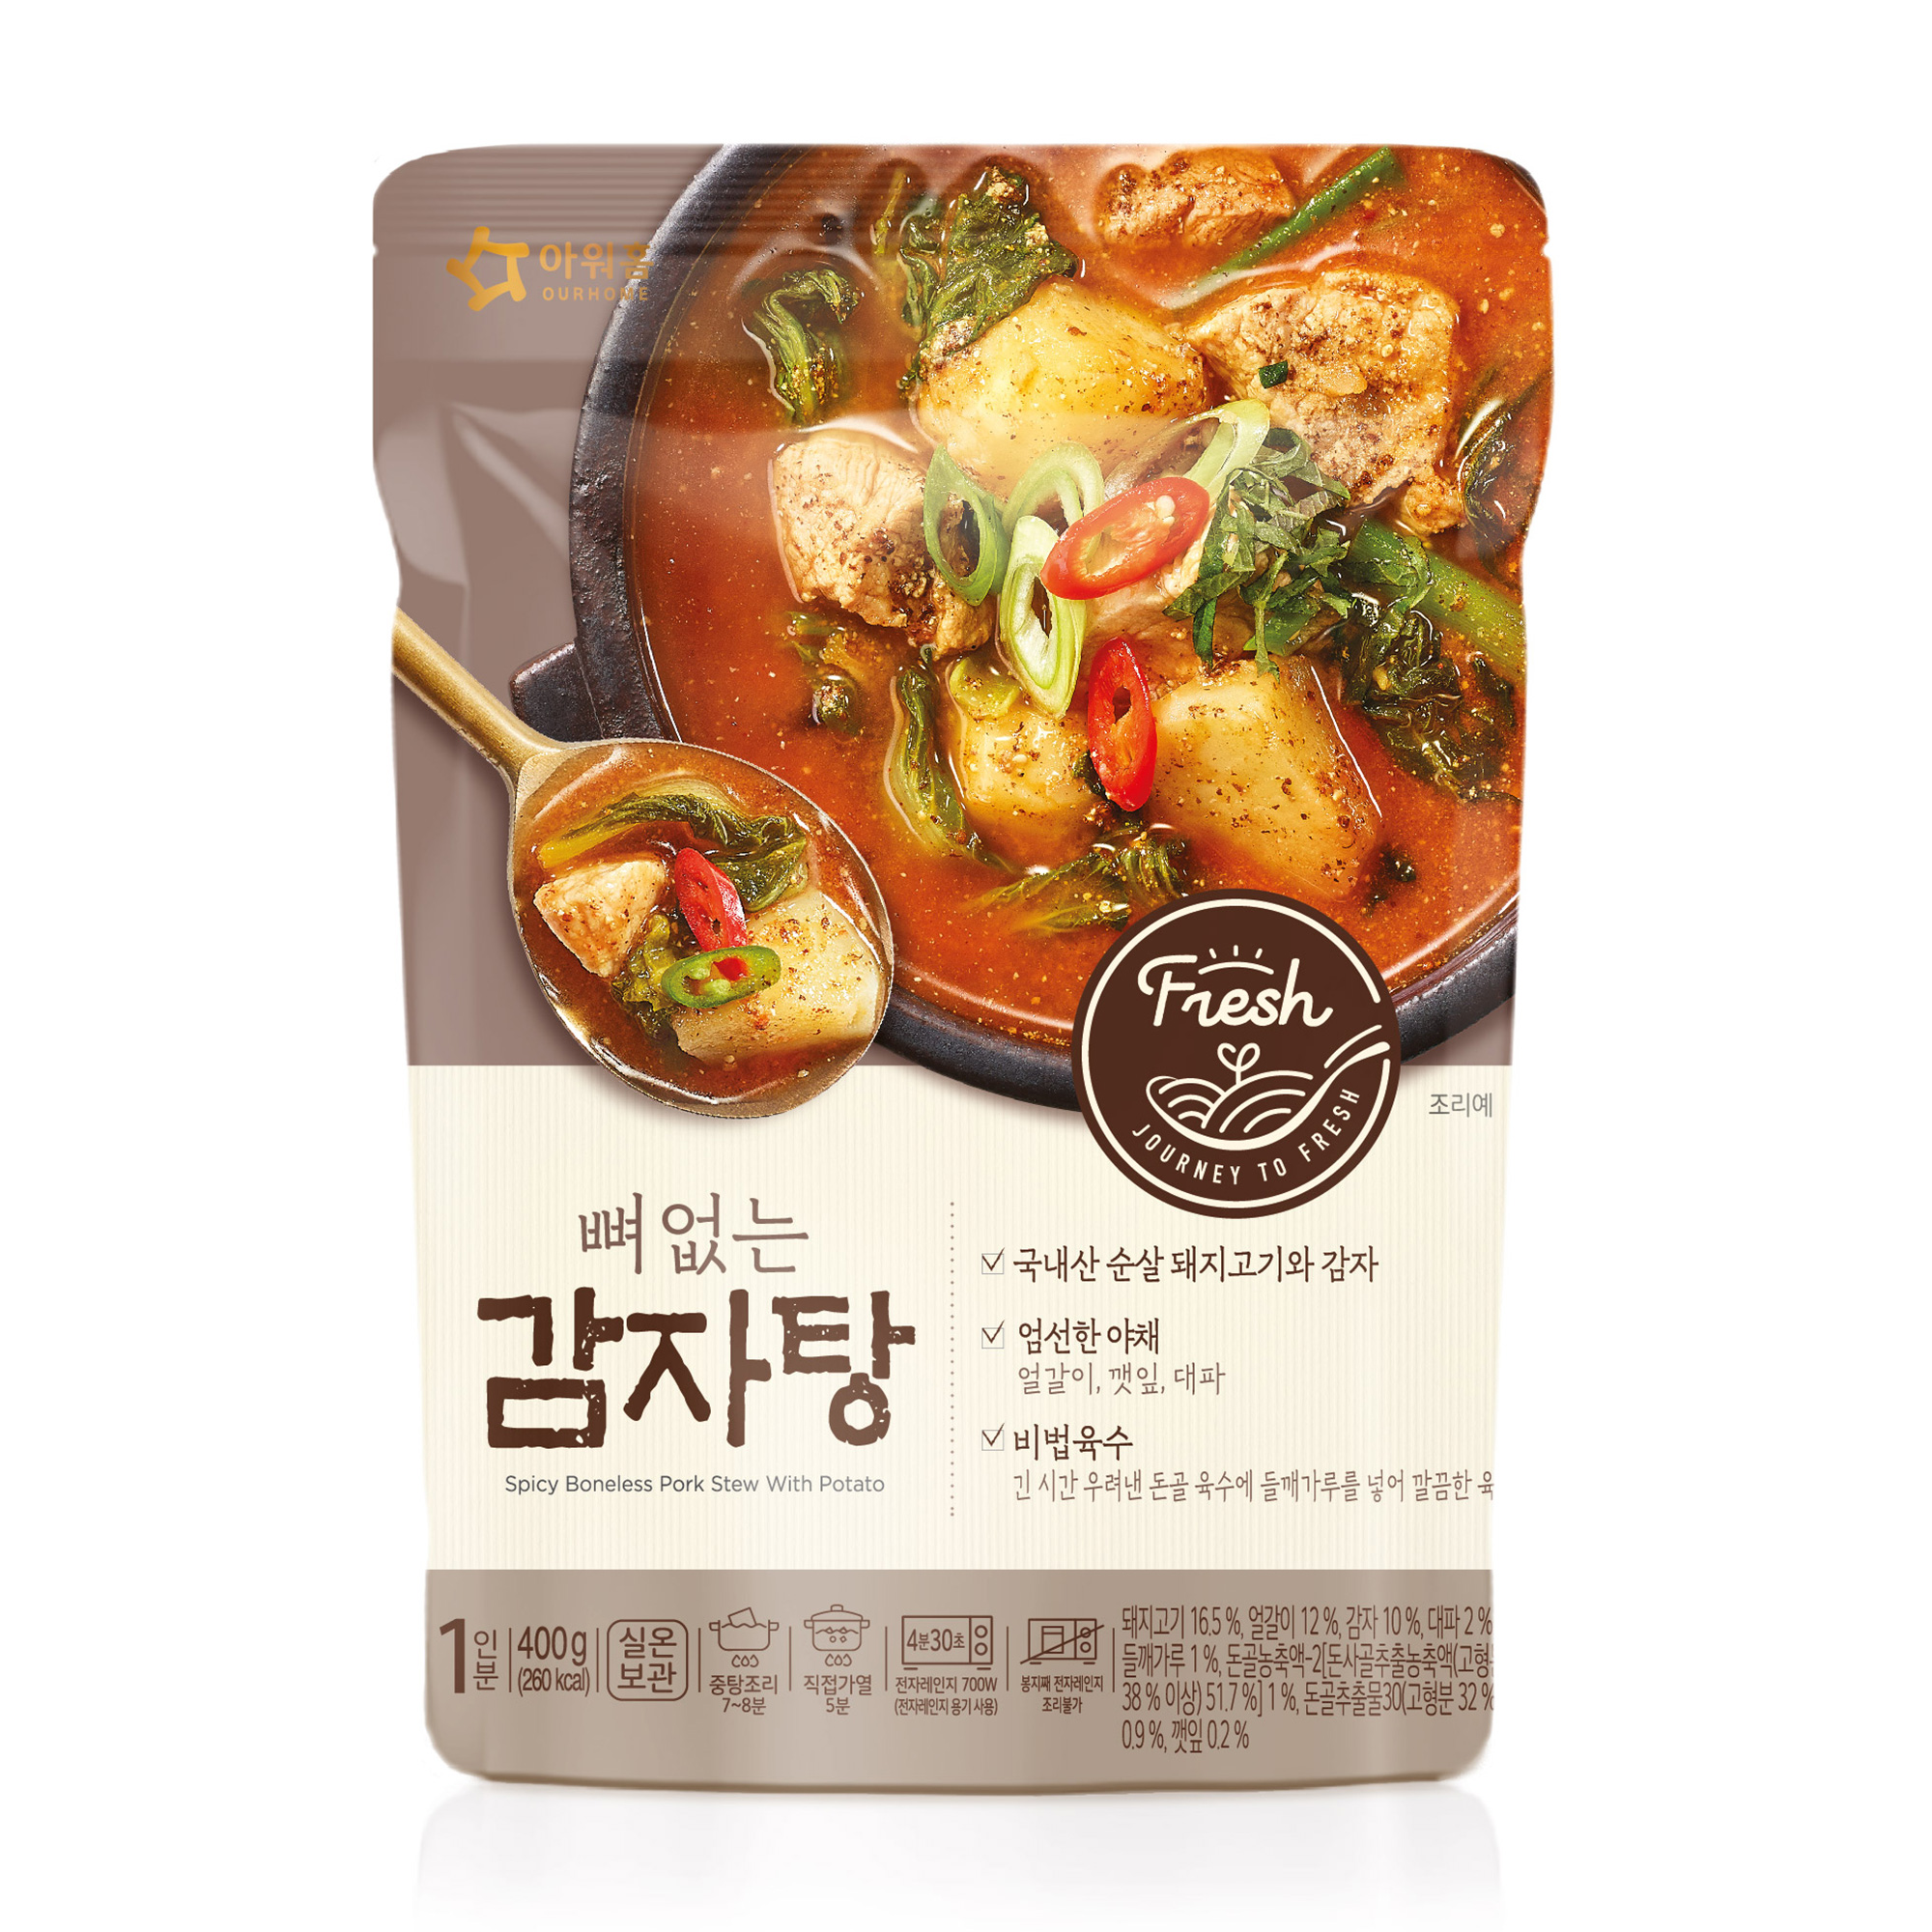 아워홈
OURHOME
Fresh
JOURNEY TO FRESH
조리예
뼈 없는
감자탕
Spicy Boneless Pork Stew With Potato
국내산 순살 돼지고기와 감자
엄선한 야채
얼갈이, 깻잎, 대파
비법육수
긴 시간 우려낸 돈골 육수에 들깨가루를 넣어 깔끔한 육
1인분
400g
(260 kcal)
실온
보관
중탕조리
7~8분
직접가열
5분
4분30초
전자레인지 700W
(전자레인지 용기 사용)
봉지째 전자레인지
조리불가
돼지고기 16.5 %, 얼갈이 12 %, 감자 10 %, 대파 2 %
들깨가루 1 %, 돈골농축액-2[돈사골추출농축액(고형
38 % 이상) 51.7 %] 1 %, 돈골추출물30(고형분 32 %
0.9 %, 깻잎 0.2 %